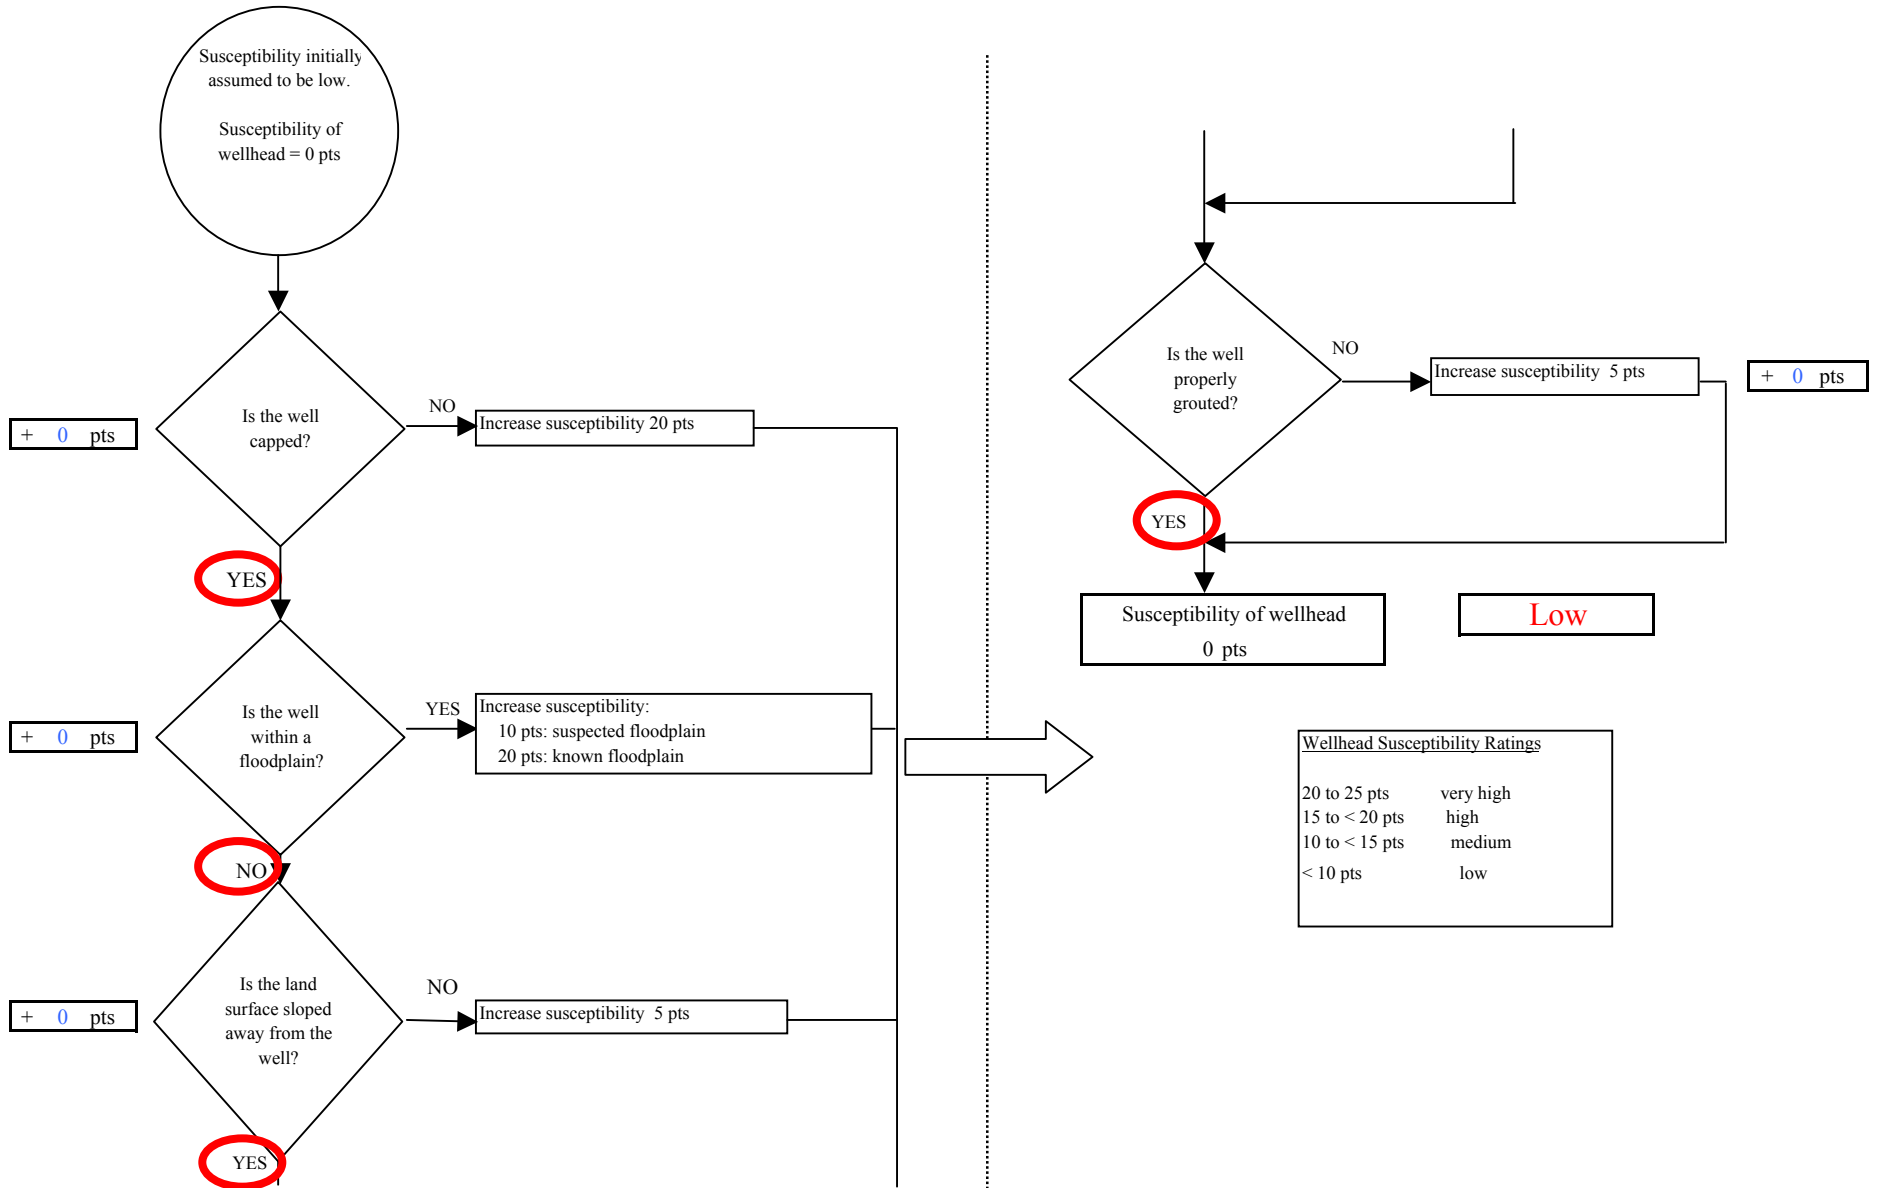 Susceptibility initially
assumed to be low.
Susceptibility of
wellhead = 0 pts
Is the well
capped?
NO
Increase susceptibility 20 pts
+ 0 pts
YES
Is the well
within a
floodplain?
YES
Increase susceptibility:
10 pts: suspected floodplain
20 pts: known floodplain
+ 0 pts
NO
Is the land
surface sloped
away from the
well?
NO
Increase susceptibility 5 pts
+ 0 pts
YES
Is the well
properly
grouted?
NO
Increase susceptibility 5 pts
+ 0 pts
YES
Susceptibility of wellhead
0 pts
Low
Wellhead Susceptibility Ratings
20 to 25 pts very high
15 to < 20 pts high
10 to < 15 pts medium
< 10 pts low